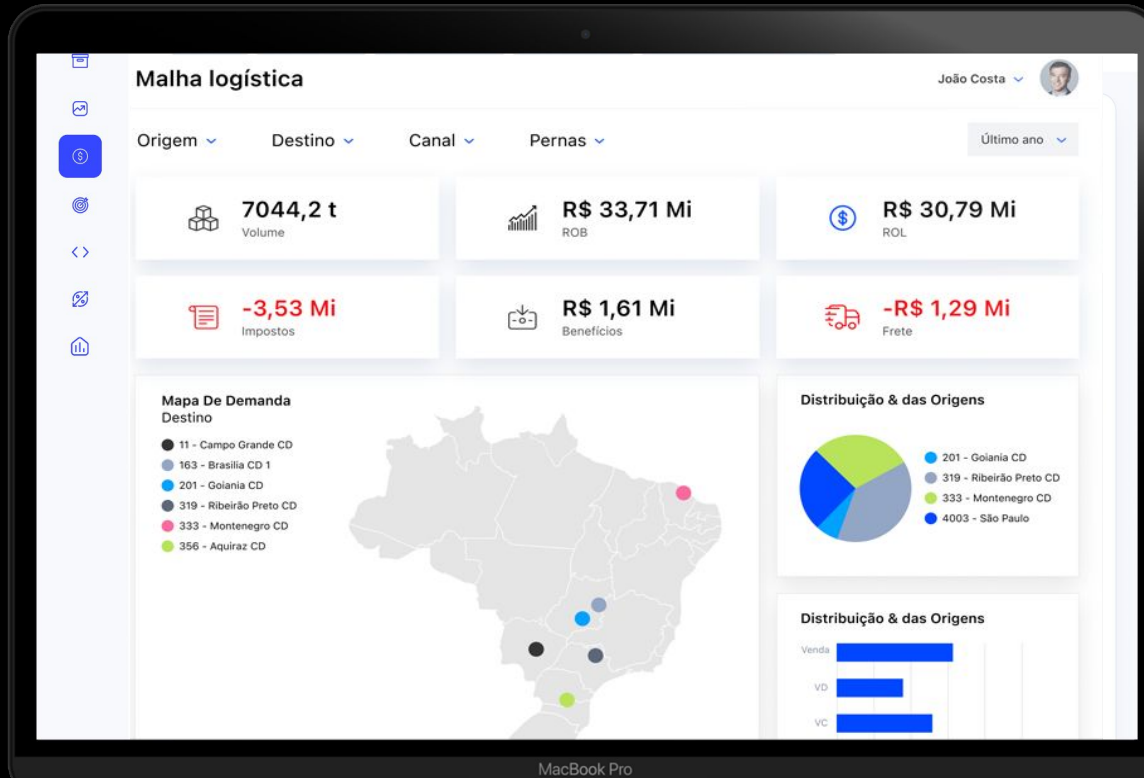 Malha logística
João Costa
Origem
Destino
Canal
Pernas
Último ano
7044,2 t
Volume
R$ 33,71 Mi
ROB
R$ 30,79 Mi
ROL
-3,53 Mi
Impostos
R$ 1,61 Mi
Benefícios
-R$ 1,29 Mi
Frete
Mapa De Demanda
Destino
11 - Campo Grande CD
163 - Brasilia CD 1
201 - Goiania CD
319 - Ribeirão Preto CD
333 - Montenegro CD
356 - Aquiraz CD
Distribuição & das Origens
201 - Goiania CD
319 - Ribeirão Preto CD
333 - Montenegro CD
4003 - São Paulo
Distribuição & das Origens
Venda
VD
VC
MacBook Pro